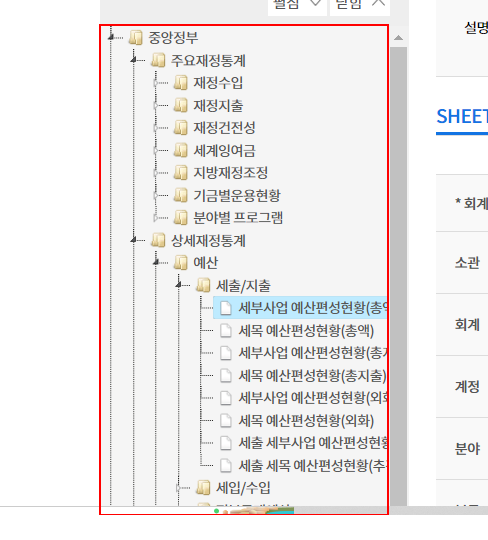 펼침 닫힘
중앙정부
주요재정통계
재정수입
재정지출
재정건전성
세계잉여금
지방재정조정
기금별운용현황
분야별 프로그램
상세재정통계
예산
세출/지출
세부사업 예산편성현황(총액
세목 예산편성현황(총액)
세부사업 예산편성현황(총지
세목 예산편성현황(총지출)
세부사업 예산편성현황(외화
세목 예산편성현황(외화)
세출 세부사업 예산편성현황
세출 세목 예산편성현황(추
세입/수입
설명
SHEET
* 회계
소관
회계
계정
분야